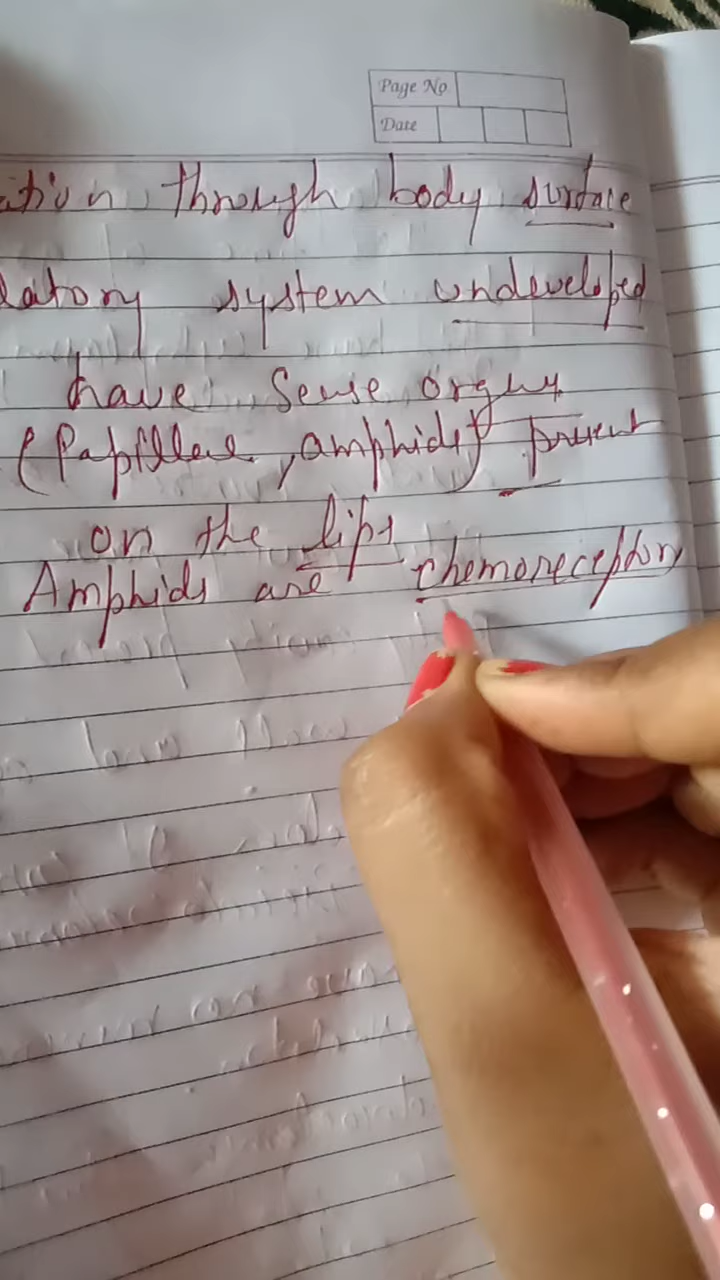 Page No
Date
ation through body surface
latory system undeveloped
have sense organs
(Papillae, amphids) present
on the lips
Amphids are chemoreceptors